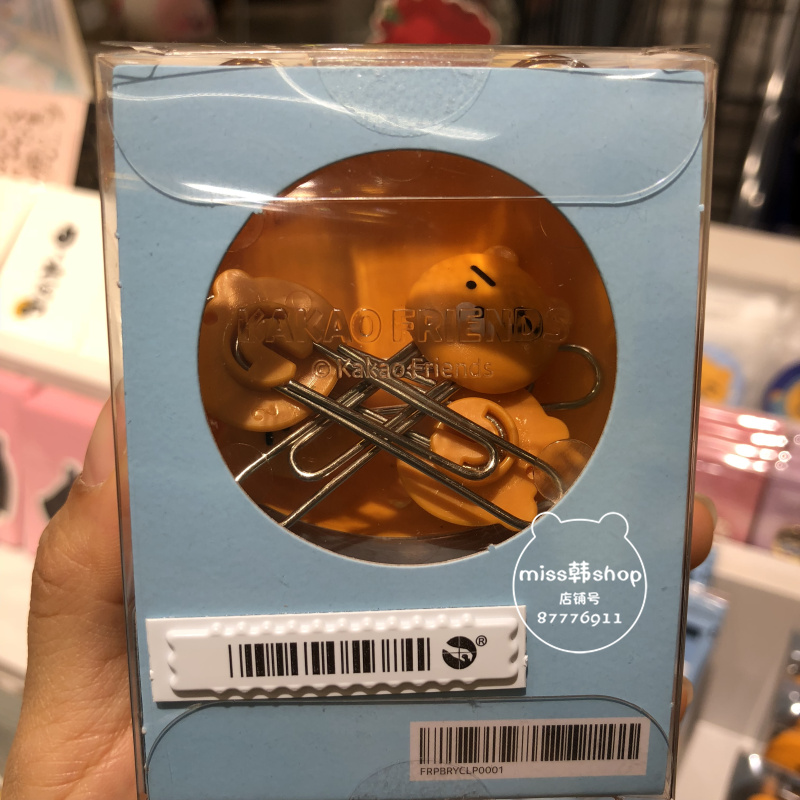 KAKAO FRIENDS
© Kakao Friends
miss韩shop
店铺号
87776911
®
FRPBRYCLP0001